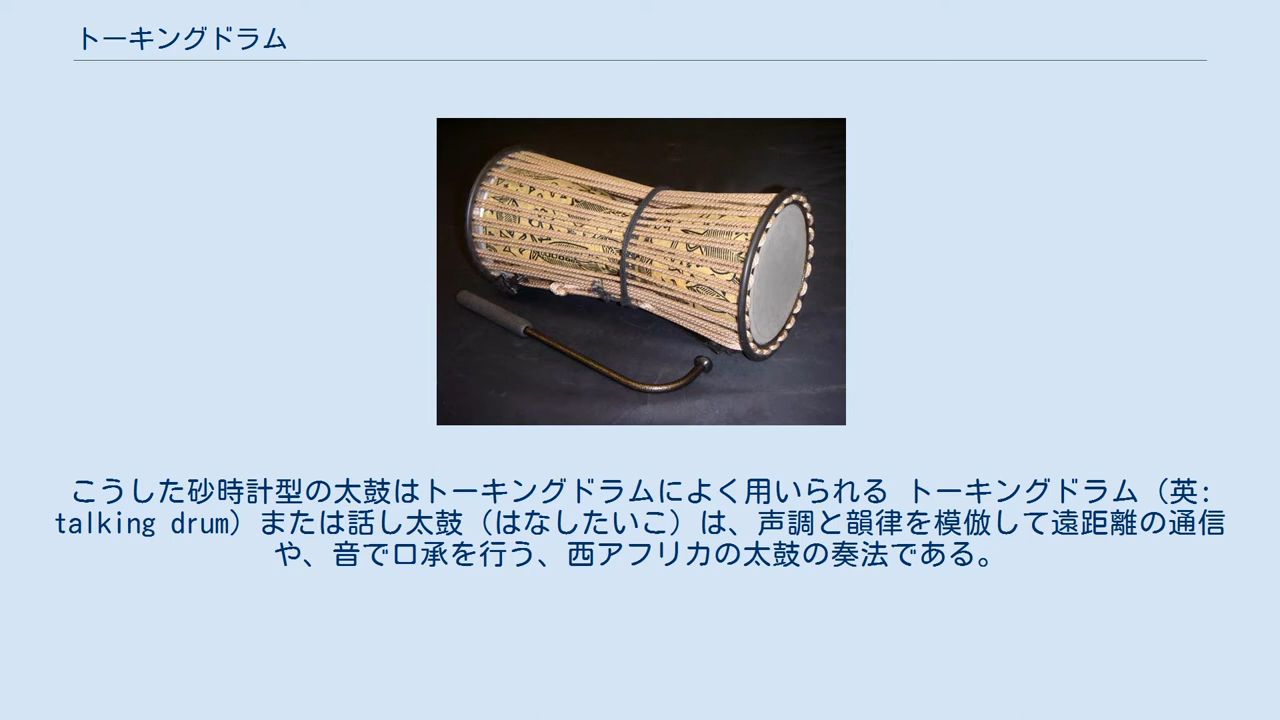 トーキングドラム
こうした砂時計型の太鼓はトーキングドラムによく用いられる トーキングドラム（英:
talking drum）または話し太鼓（はなしたいこ）は、声調と韻律を模倣して遠距離の通信
や、音で口承を行う、西アフリカの太鼓の奏法である。